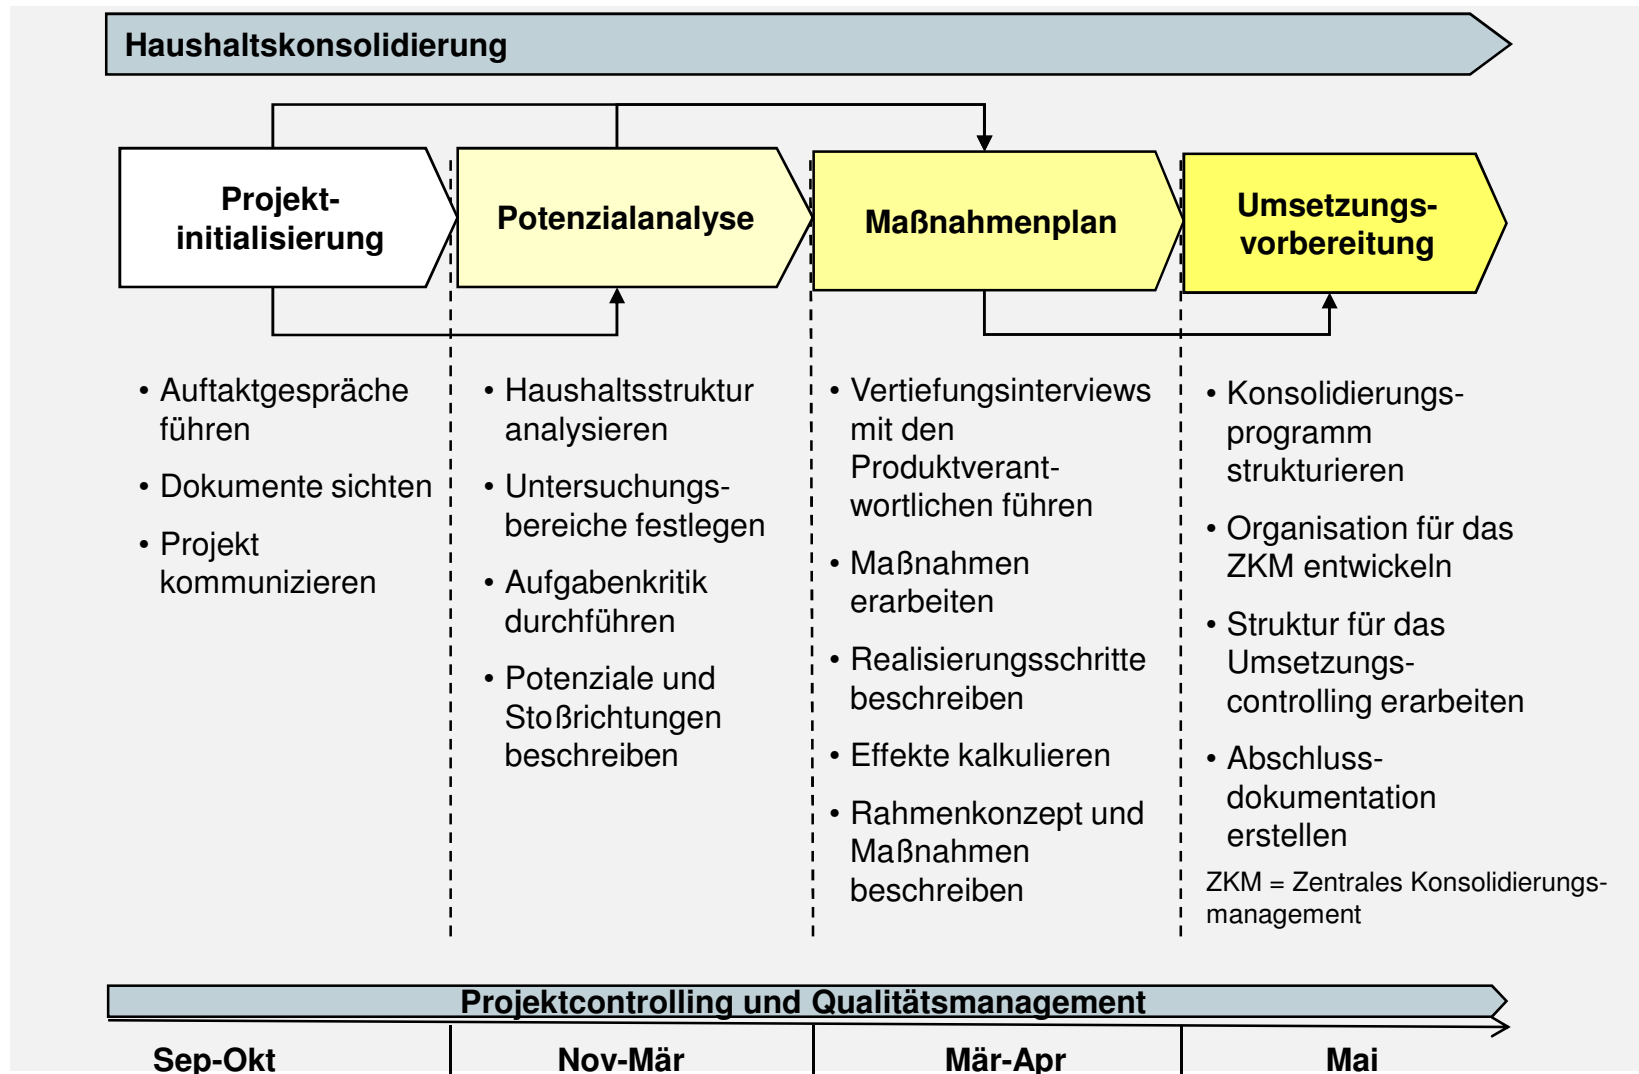 Haushaltskonsolidierung
Projekt-
initialisierung
Potenzialanalyse
Maßnahmenplan
Umsetzungs-
vorbereitung
• Auftaktgespräche
führen
• Dokumente sichten
• Projekt
kommunizieren
• Haushaltsstruktur
analysieren
• Untersuchungs-
bereiche festlegen
• Aufgabenkritik
durchführen
• Potenziale und
Stoßrichtungen
beschreiben
• Vertiefungsinterviews
mit den
Produktverant-
wortlichen führen
• Maßnahmen
erarbeiten
• Realisierungsschritte
beschreiben
• Effekte kalkulieren
• Rahmenkonzept und
Maßnahmen
beschreiben
• Konsolidierungs-
programm
strukturieren
• Organisation für das
ZKM entwickeln
• Struktur für das
Umsetzungs-
controlling erarbeiten
• Abschluss-
dokumentation
erstellen
ZKM = Zentrales Konsolidierungs-
management
Projektcontrolling und Qualitätsmanagement
Sep-Okt
Nov-Mär
Mär-Apr
Mai